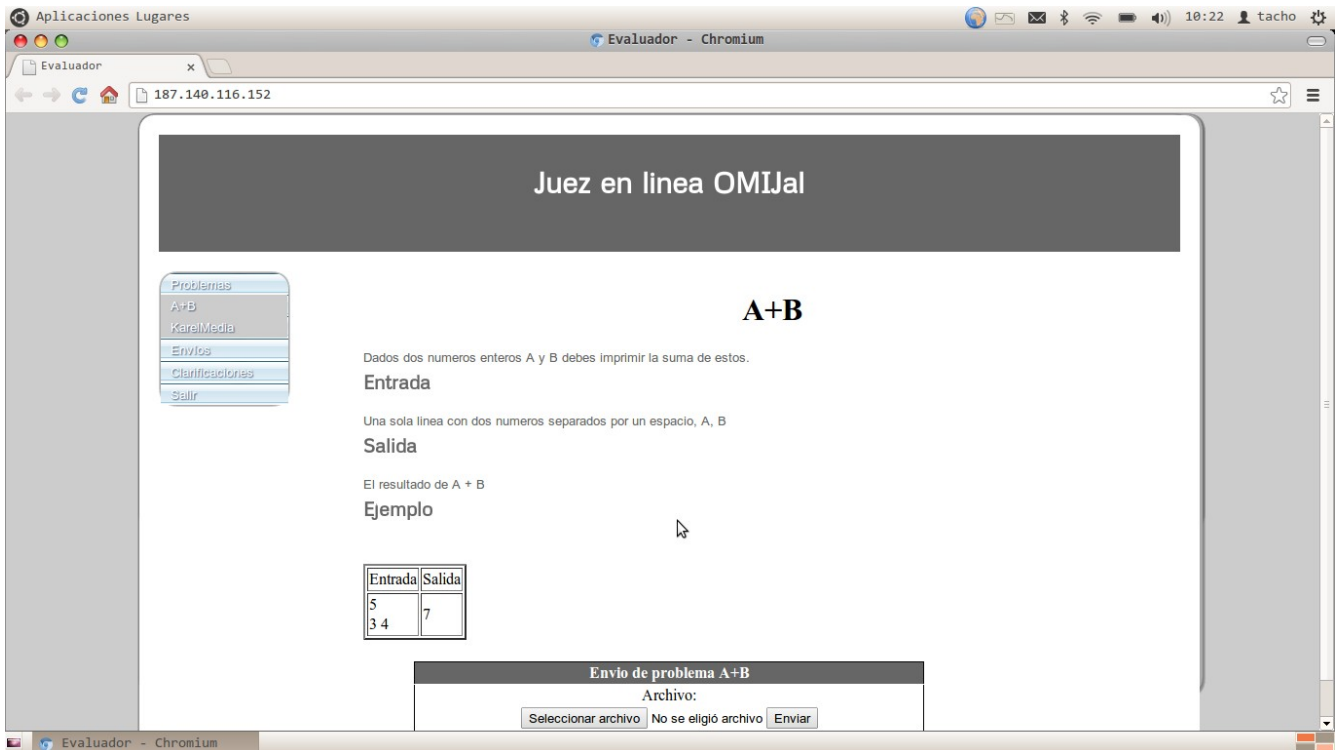 Aplicaciones Lugares
10:22 tacho
Evaluador - Chromium
Evaluador
187.140.116.152
Juez en linea OMIJal
Problemas
A+B
KarelMedia
Envíos
Clarificaciones
Salir
A+B
Dados dos numeros enteros A y B debes imprimir la suma de estos.
Entrada
Una sola linea con dos numeros separados por un espacio, A, B
Salida
El resultado de A + B
Ejemplo
Entrada Salida
5
3 4
7
Envio de problema A+B
Archivo:
Seleccionar archivo No se eligió archivo Enviar
Evaluador - Chromium